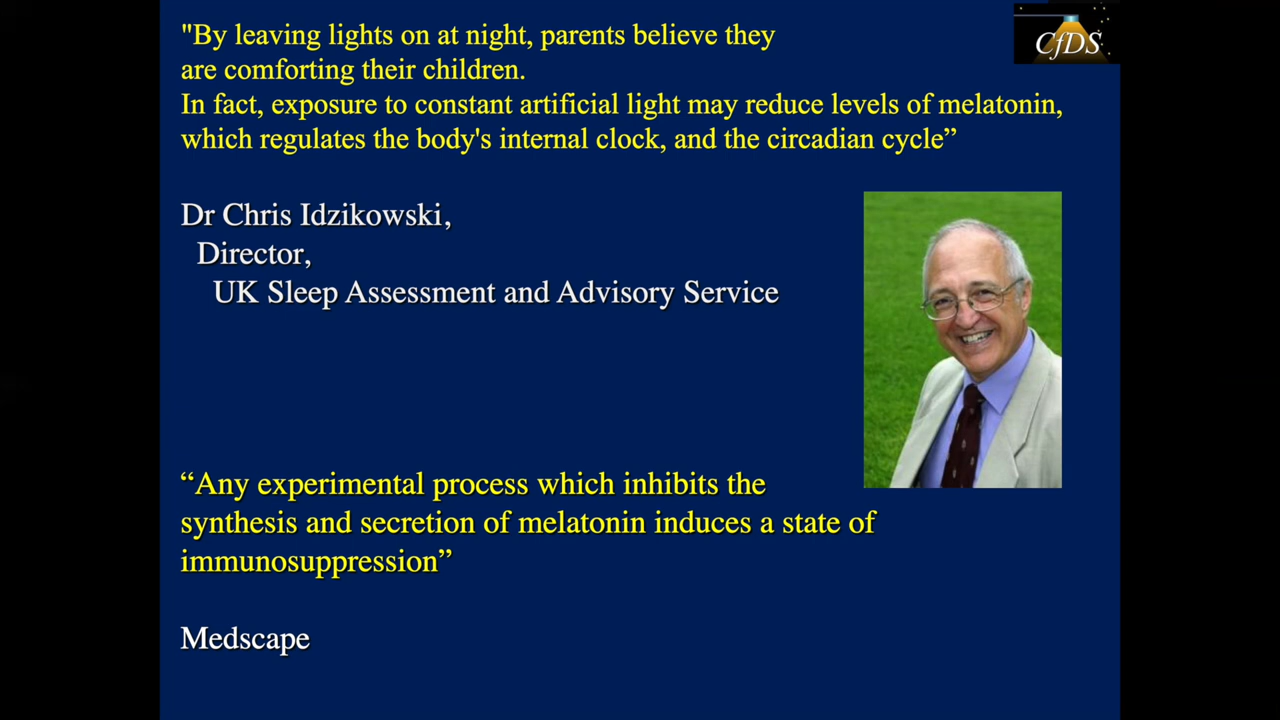 "By leaving lights on at night, parents believe they
are comforting their children.
In fact, exposure to constant artificial light may reduce levels of melatonin,
which regulates the body's internal clock, and the circadian cycle”
CfDS
Dr Chris Idzikowski,
Director,
UK Sleep Assessment and Advisory Service
“Any experimental process which inhibits the
synthesis and secretion of melatonin induces a state of
immunosuppression”
Medscape